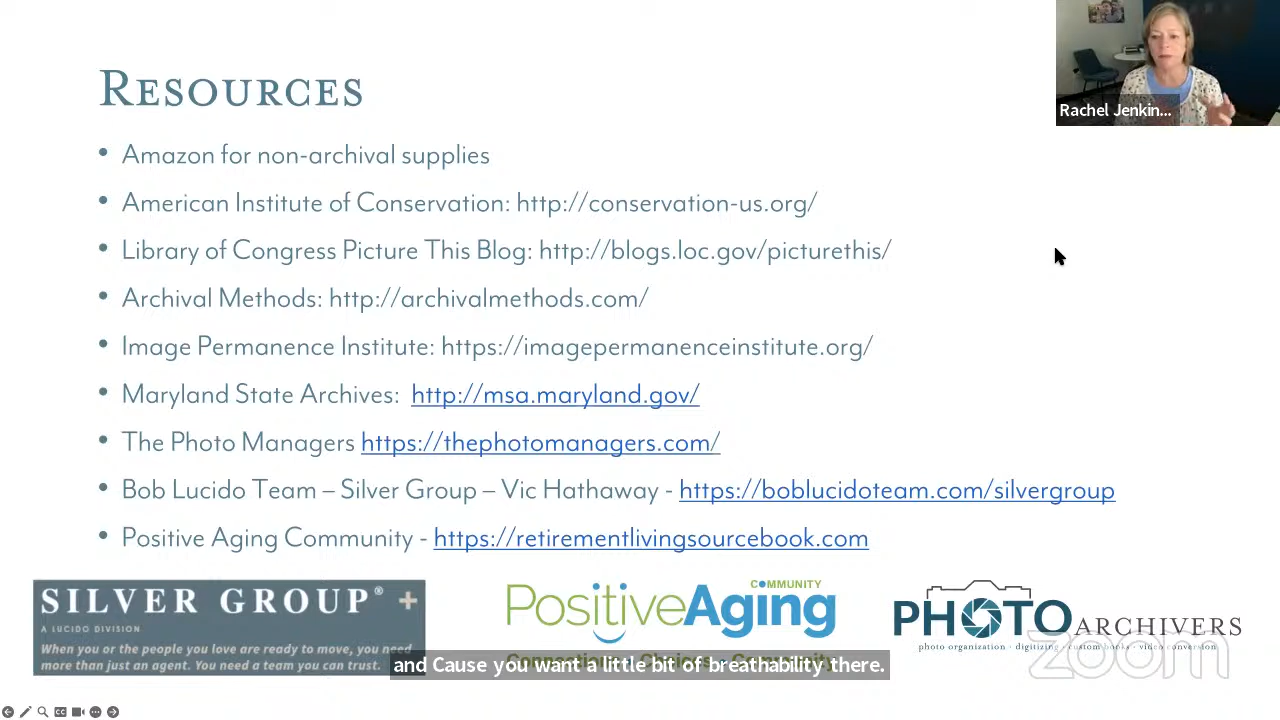 Resources
Rachel Jenkin...
• Amazon for non-archival supplies
• American Institute of Conservation: http://conservation-us.org/
• Library of Congress Picture This Blog: http://blogs.loc.gov/picturethis/
• Archival Methods: http://archivalmethods.com/
• Image Permanence Institute: https://imagepermanenceinstitute.org/
• Maryland State Archives: http://msa.maryland.gov/
• The Photo Managers https://thephotomanagers.com/
• Bob Lucido Team – Silver Group – Vic Hathaway - https://boblucidoteam.com/silvergroup
• Positive Aging Community - https://retirementlivingsourcebook.com
SILVER GROUP® +
A LUCIDO DIVISION
When you or the people you love are ready to move, you need
more than just an agent. You need a team you can trust.
COMMUNITY
PositiveAging
Connections Choices Community
PHOTO ARCHIVERS
photo organization · digitizing · custom books · video conversion
zoom
and Cause you want a little bit of breathability there.